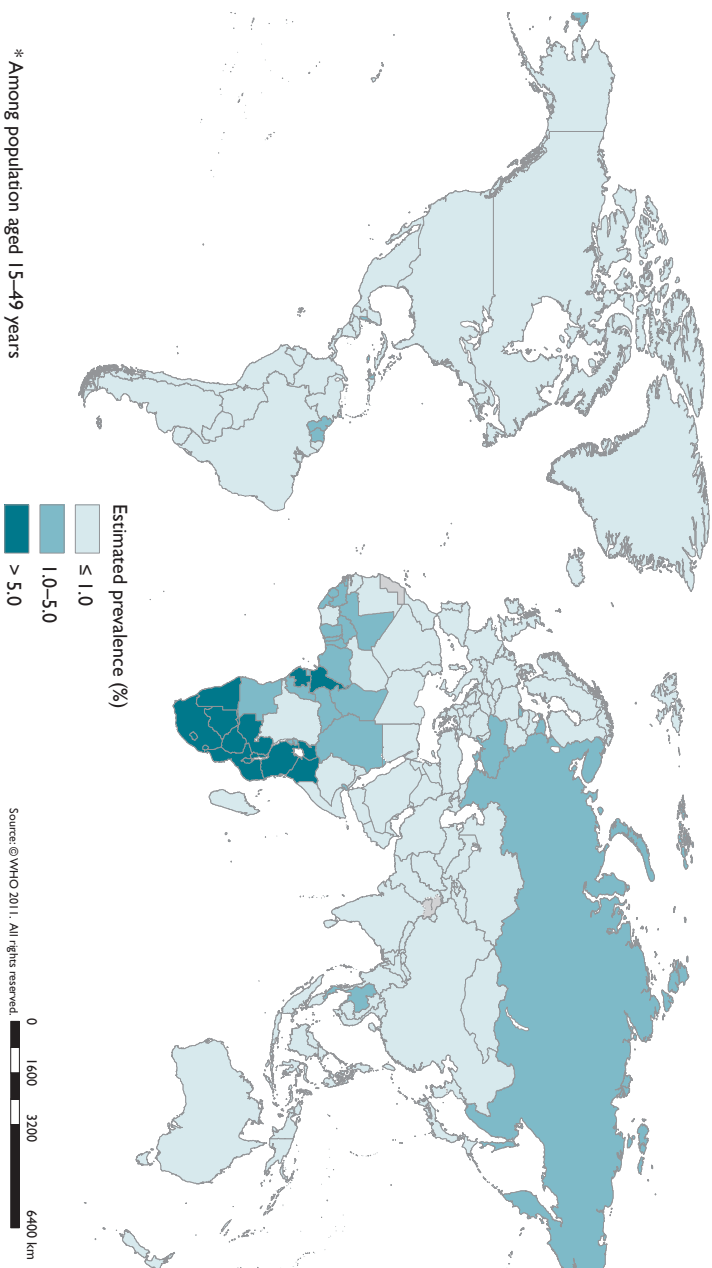 * Among population aged 15–49 years
Estimated prevalence (%)
≤ 1.0
1.0–5.0
> 5.0
Source: © WHO 2011. All rights reserved.
0 1600 3200 6400 km